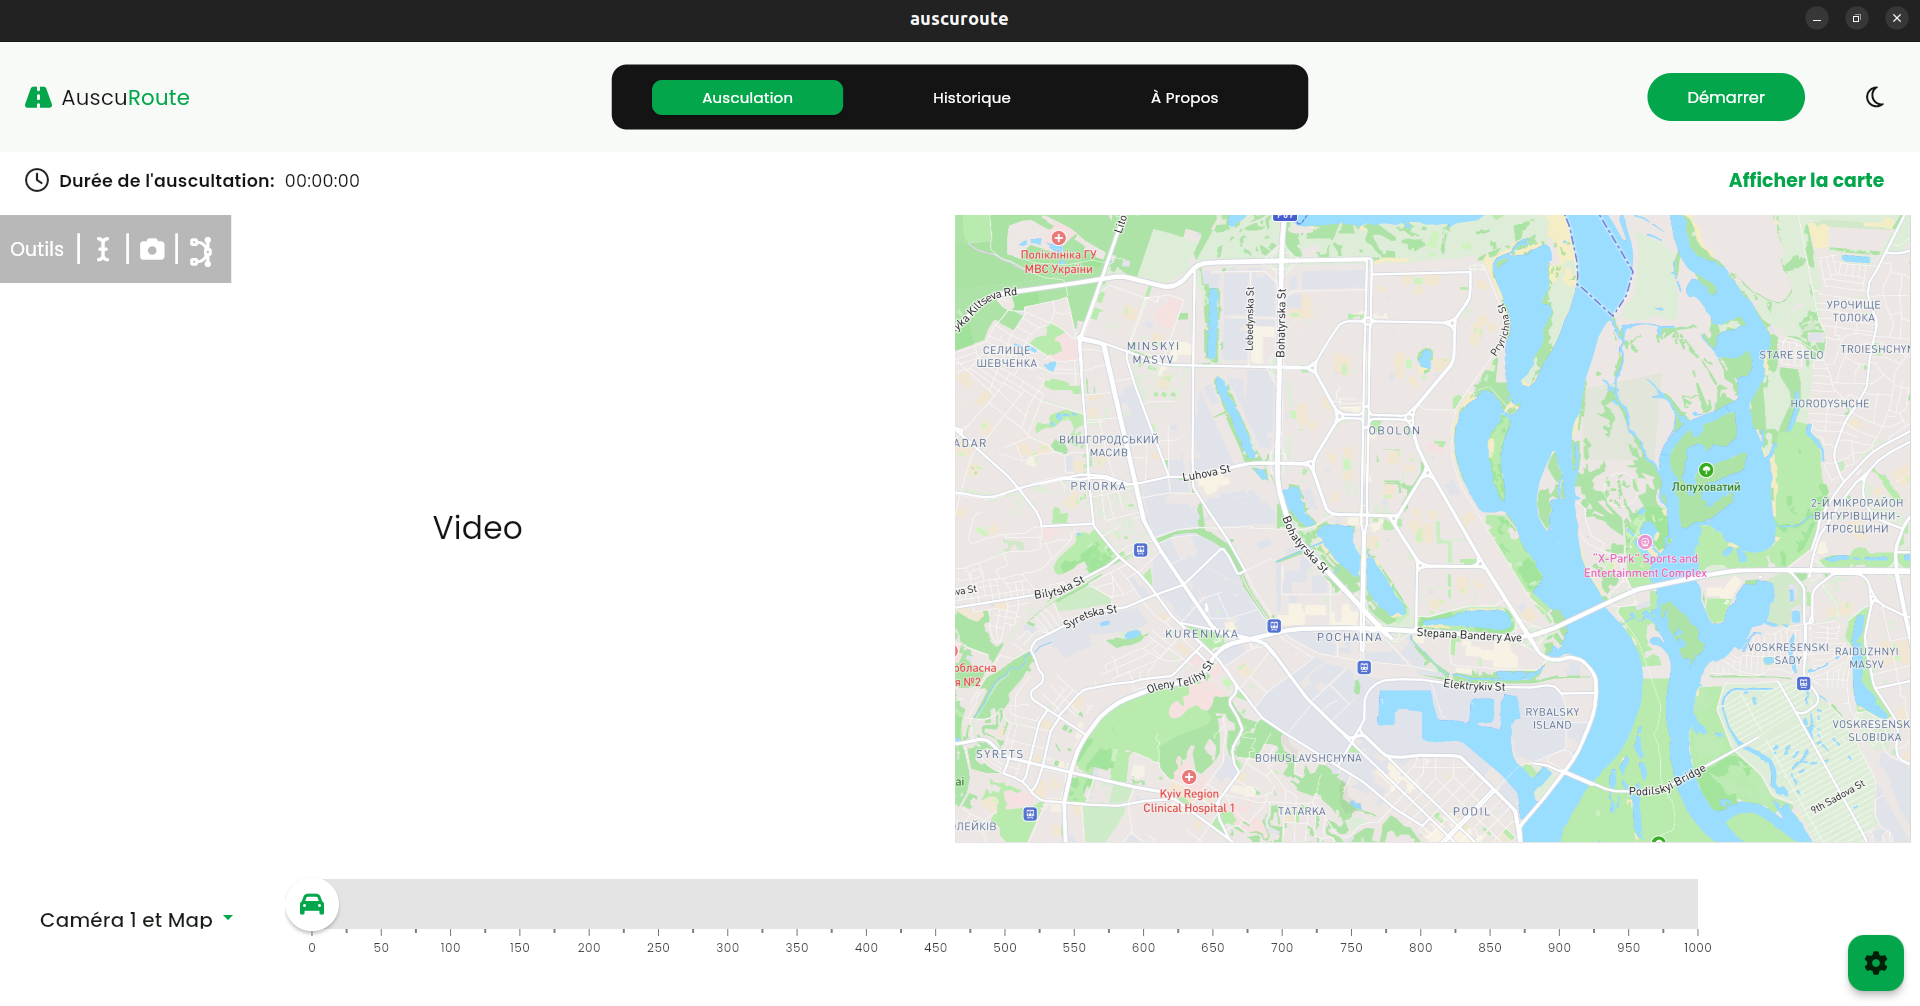 auscuroute
AuscuRoute
Ausculation
Historique
À Propos
Démarrer
Durée de l'auscultation: 00:00:00
Afficher la carte
Outils
Video
Поліклініка ГУ
МВС України
yka Kiltseva Rd
Lebedynska St
Bohatyrska St
Pryrichna St
УРОЧИЩЕ
ТОЛОКА
СЕЛИЩЕ
ШЕВЧЕНКА
MINSKYI
MASYV
STARE SELO
TROIESHCHYN
HORODYSHCHE
ADAR
ВИШГОРОДСЬКИЙ
МАСИВ
OBOLON
Luhova St
PRIORKA
Лопуховатий
2-Й МІКРОРАЙОН
ВИГУРІВЩИНИ-
ТРОЄЩИНИ
Bohatyrska St
"X-Park" Sports and
Entertainment Complex
va St
Bilytska St
Syretska St
KURENIVKA
POCHAINA
Stepana Bandery Ave
VOSKRESENSKI
SADY
RAIDUZHNYI
MASYV
обласна
я №2
Oleny Telihy St
Elektrykiv St
RYBALSKY
ISLAND
VOSKRESENSK
SLOBIDKA
SYRETS
BOHUSLAVSHCHYNA
ai
Kyiv Region
Clinical Hospital 1
Podilskyi Bridge
9th Sadova St
ЛЕЙКІВ
TATARKA
PODIL
Caméra 1 et Map
0 50 100 150 200 250 300 350 400 450 500 550 600 650 700 750 800 850 900 950 1000